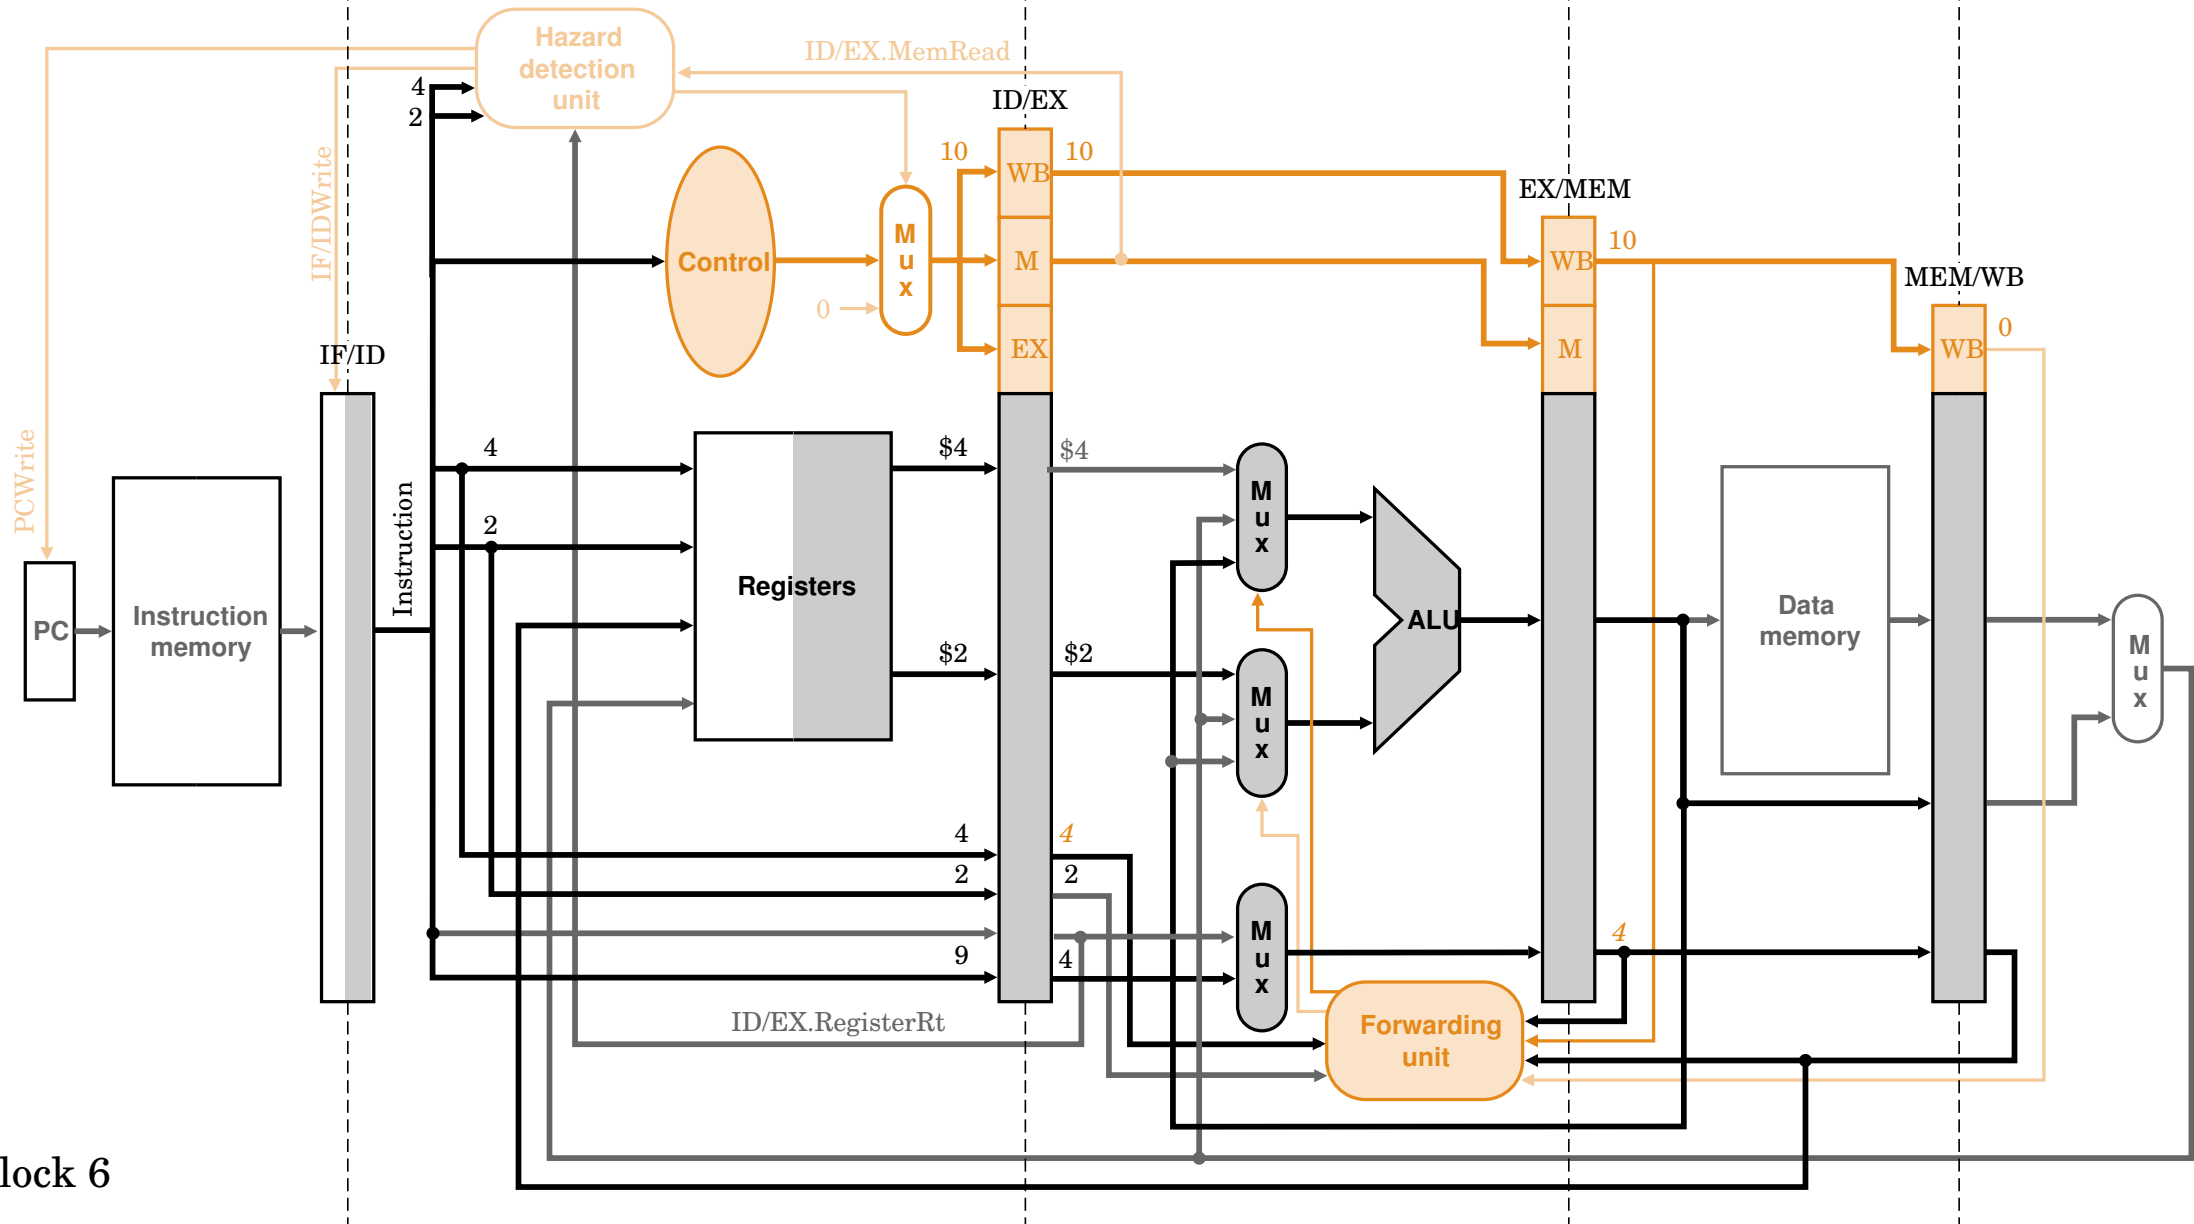 Hazard
detection
unit
ID/EX.MemRead
4
2
ID/EX
10
WB
10
EX/MEM
IF/IDWrite
Control
M
u
x
M
WB
10
MEM/WB
0
EX
M
WB
0
IF/ID
PCWrite
Instruction
4
$4
$4
M
u
x
2
Registers
PC
Instruction
memory
ALU
Data
memory
M
u
x
$2
$2
M
u
x
4
4
2
2
9
4
M
u
x
4
ID/EX.RegisterRt
Forwarding
unit
lock 6